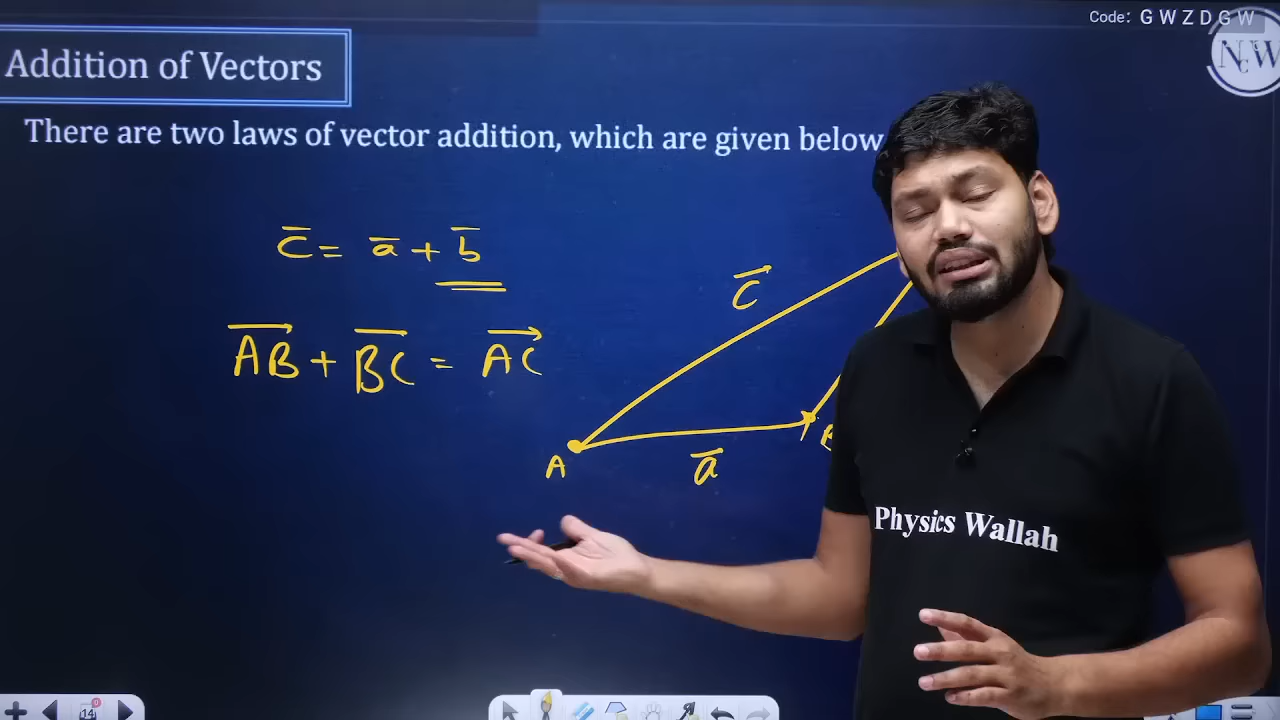 Code: G W Z D G W
N C W
Addition of Vectors
There are two laws of vector addition, which are given below
c̄ = ā + b̄
c⃗
AB⃗ + B̅C̅ = AC⃗
A
ā
Physics Wallah
14